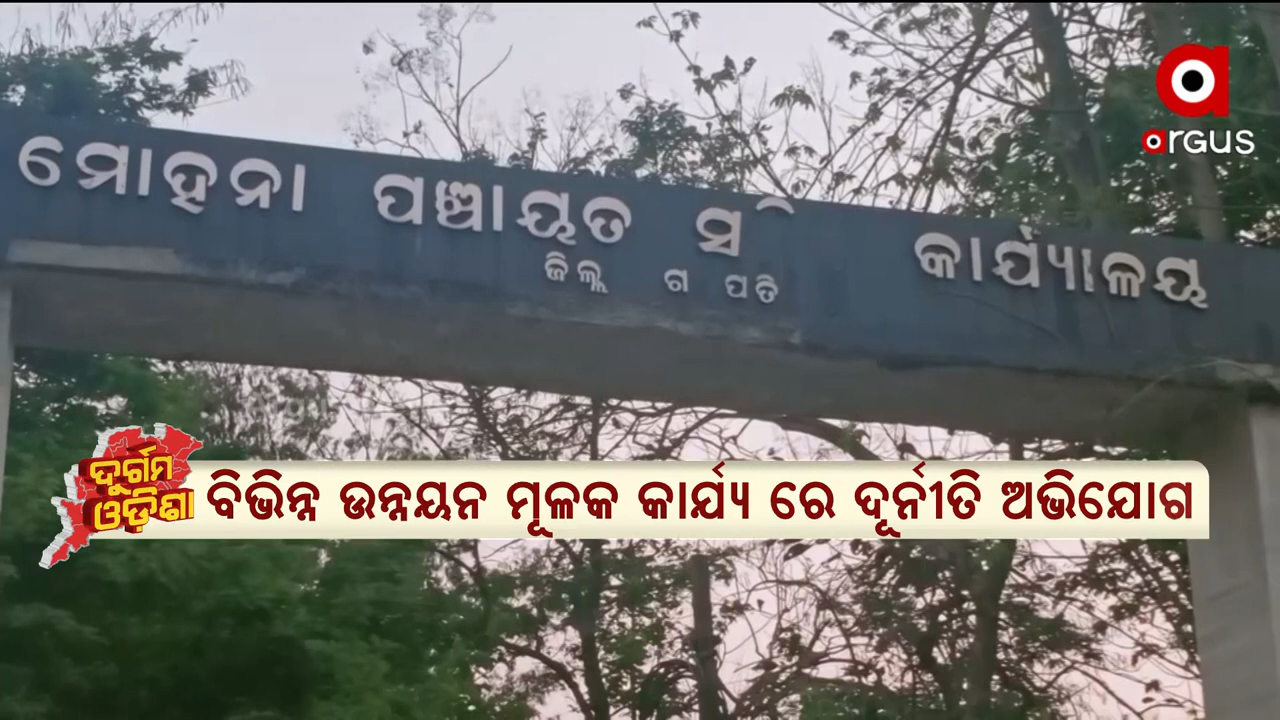 ମୋହନା ପଞ୍ଚାୟତ ସ କାର୍ଯ୍ୟାଳୟ
ଜିଲ୍ଲ ଗ ପତି
a
argus
ଦୁର୍ଗମ
ଓଡ଼ିଶା
ବିଭିନ୍ନ ଉନ୍ନୟନ ମୂଳକ କାର୍ଯ୍ୟ ରେ ଦୂର୍ନୀତି ଅଭିଯୋଗ